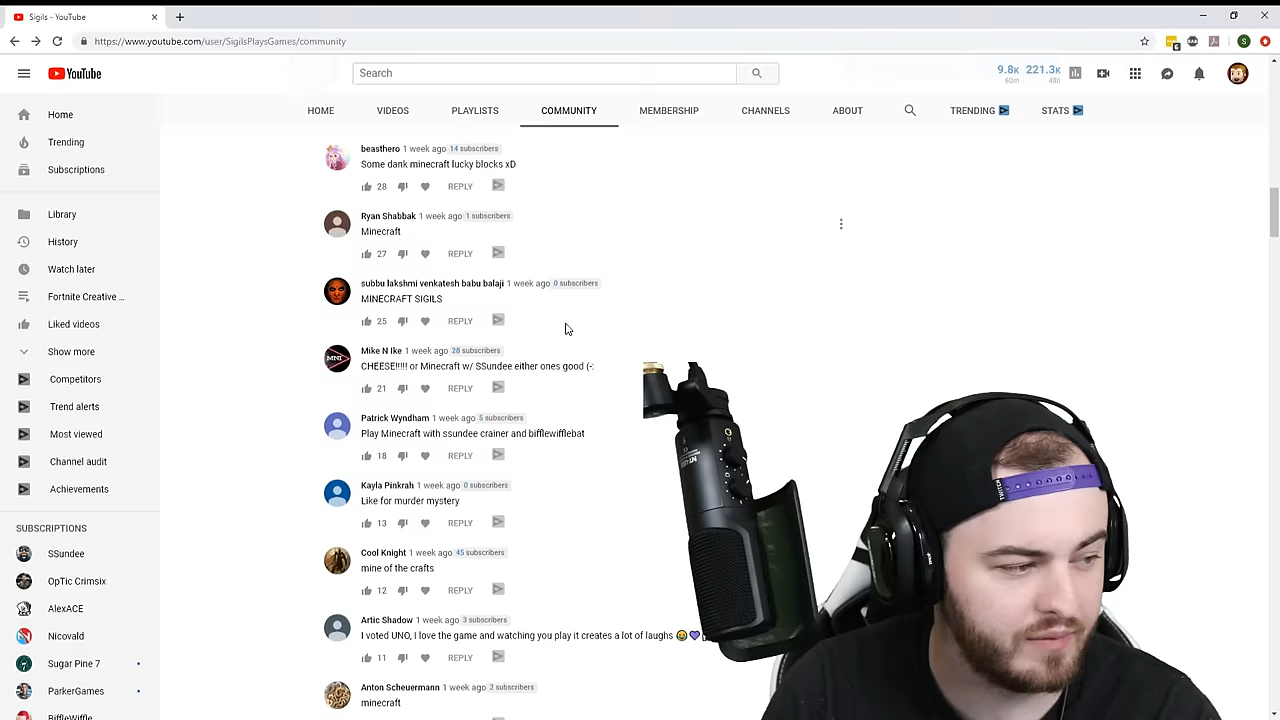 Sigils - YouTube
https://www.youtube.com/user/SigilsPlaysGames/community
6
S
YouTube
Search
9.8K 221.3K
60m 48h
HOME VIDEOS PLAYLISTS COMMUNITY MEMBERSHIP CHANNELS ABOUT TRENDING STATS
Home
Trending
Subscriptions
Library
History
Watch later
Fortnite Creative ...
Liked videos
Show more
Competitors
Trend alerts
Most viewed
Channel audit
Achievements
SUBSCRIPTIONS
SSundee
OpTic Crimsix
AlexACE
Nicovald
Sugar Pine 7
ParkerGames
BiffleWiffle
beasthero 1 week ago 14 subscribers
Some dank minecraft lucky blocks xD
28 REPLY
Ryan Shabbak 1 week ago 1 subscribers
Minecraft
27 REPLY
subbu lakshmi venkatesh babu balaji 1 week ago 0 subscribers
MINECRAFT SIGILS
25 REPLY
MNI
Mike N Ike 1 week ago 28 subscribers
CHEESE!!!!! or Minecraft w/ SSundee either ones good (-:
21 REPLY
Patrick Wyndham 1 week ago 5 subscribers
Play Minecraft with ssundee crainer and bifflewifflebat
18 REPLY
Kayla Pinkrah 1 week ago 0 subscribers
Like for murder mystery
13 REPLY
Cool Knight 1 week ago 45 subscribers
mine of the crafts
12 REPLY
Artic Shadow 1 week ago 3 subscribers
I voted UNO, I love the game and watching you play it creates a lot of laughs 😂💜
11 REPLY
Anton Scheuermann 1 week ago 2 subscribers
minecraft
TWITCH